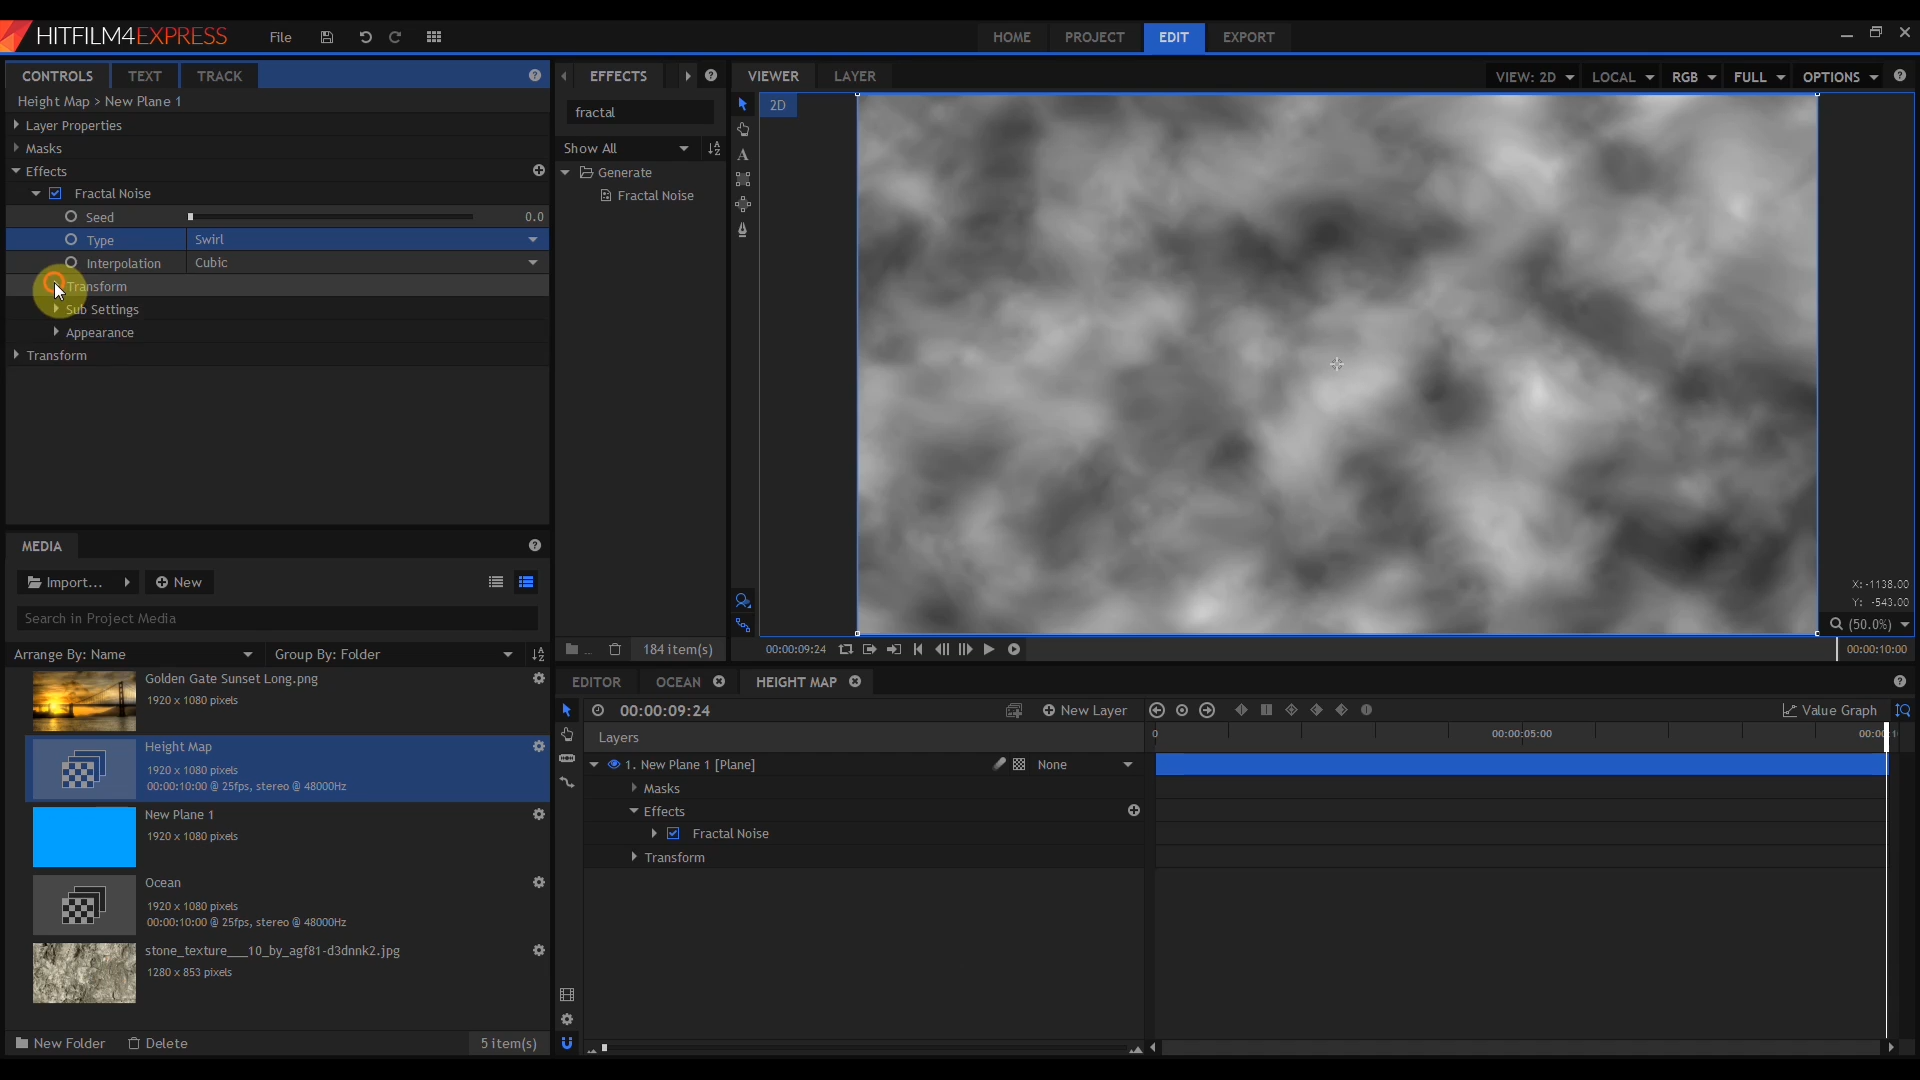 HITFILM4EXPRESS
File
HOME PROJECT EDIT EXPORT
CONTROLS TEXT TRACK
Height Map > New Plane 1
Layer Properties
Masks
Effects
Fractal Noise
Seed 0.0
Type Swirl
Interpolation Cubic
Transform
Sub Settings
Appearance
Transform
EFFECTS
fractal
Show All
Generate
Fractal Noise
... 184 item(s)
VIEWER LAYER
VIEW: 2D LOCAL RGB FULL OPTIONS
2D
X: -1138.00
Y: -543.00
(50.0%)
00:00:09:24
00:00:10:00
MEDIA
Import... New
Search in Project Media
Arrange By: Name Group By: Folder
Golden Gate Sunset Long.png
1920 x 1080 pixels
Height Map
1920 x 1080 pixels
00:00:10:00 @ 25fps, stereo @ 48000Hz
New Plane 1
1920 x 1080 pixels
Ocean
1920 x 1080 pixels
00:00:10:00 @ 25fps, stereo @ 48000Hz
stone_texture___10_by_agf81-d3dnnk2.jpg
1280 x 853 pixels
New Folder Delete 5 item(s)
EDITOR OCEAN HEIGHT MAP
00:00:09:24 New Layer Value Graph
Layers
0 00:00:05:00
1. New Plane 1 [Plane] None
Masks
Effects
Fractal Noise
Transform